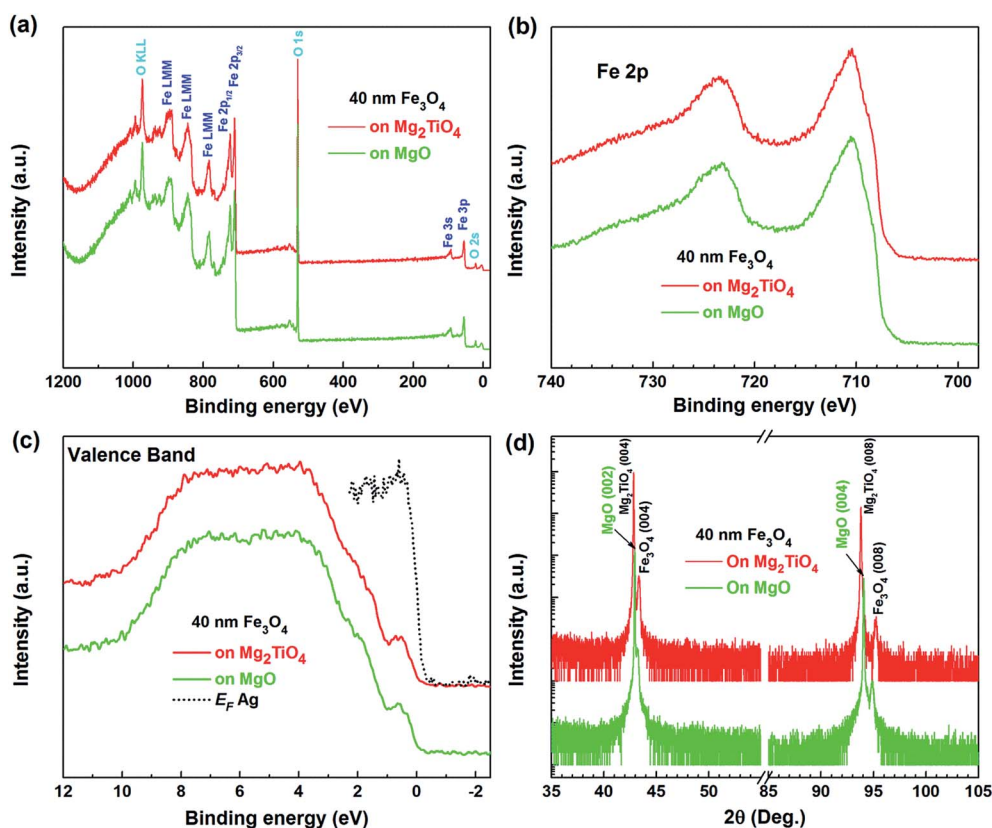 (a)
O KLL
Fe LMM
Fe LMM
Fe LMM
Fe 2p₁/₂
Fe 2p₃/₂
O 1s
40 nm Fe₃O₄
on Mg₂TiO₄
on MgO
Fe 3s
Fe 3p
O 2s
Intensity (a.u.)
1200 1000 800 600 400 200 0
Binding energy (eV)
(b)
Fe 2p
40 nm Fe₃O₄
on Mg₂TiO₄
on MgO
Intensity (a.u.)
740 730 720 710 700
Binding energy (eV)
(c)
Valence Band
40 nm Fe₃O₄
on Mg₂TiO₄
on MgO
E_F Ag
Intensity (a.u.)
12 10 8 6 4 2 0 -2
Binding energy (eV)
(d)
MgO (002)
Mg₂TiO₄ (004)
Fe₃O₄ (004)
40 nm Fe₃O₄
On Mg₂TiO₄
On MgO
MgO (004)
Mg₂TiO₄ (008)
Fe₃O₄ (008)
Intensity (a.u.)
35 40 45 50 85 90 95 100 105
2θ (Deg.)